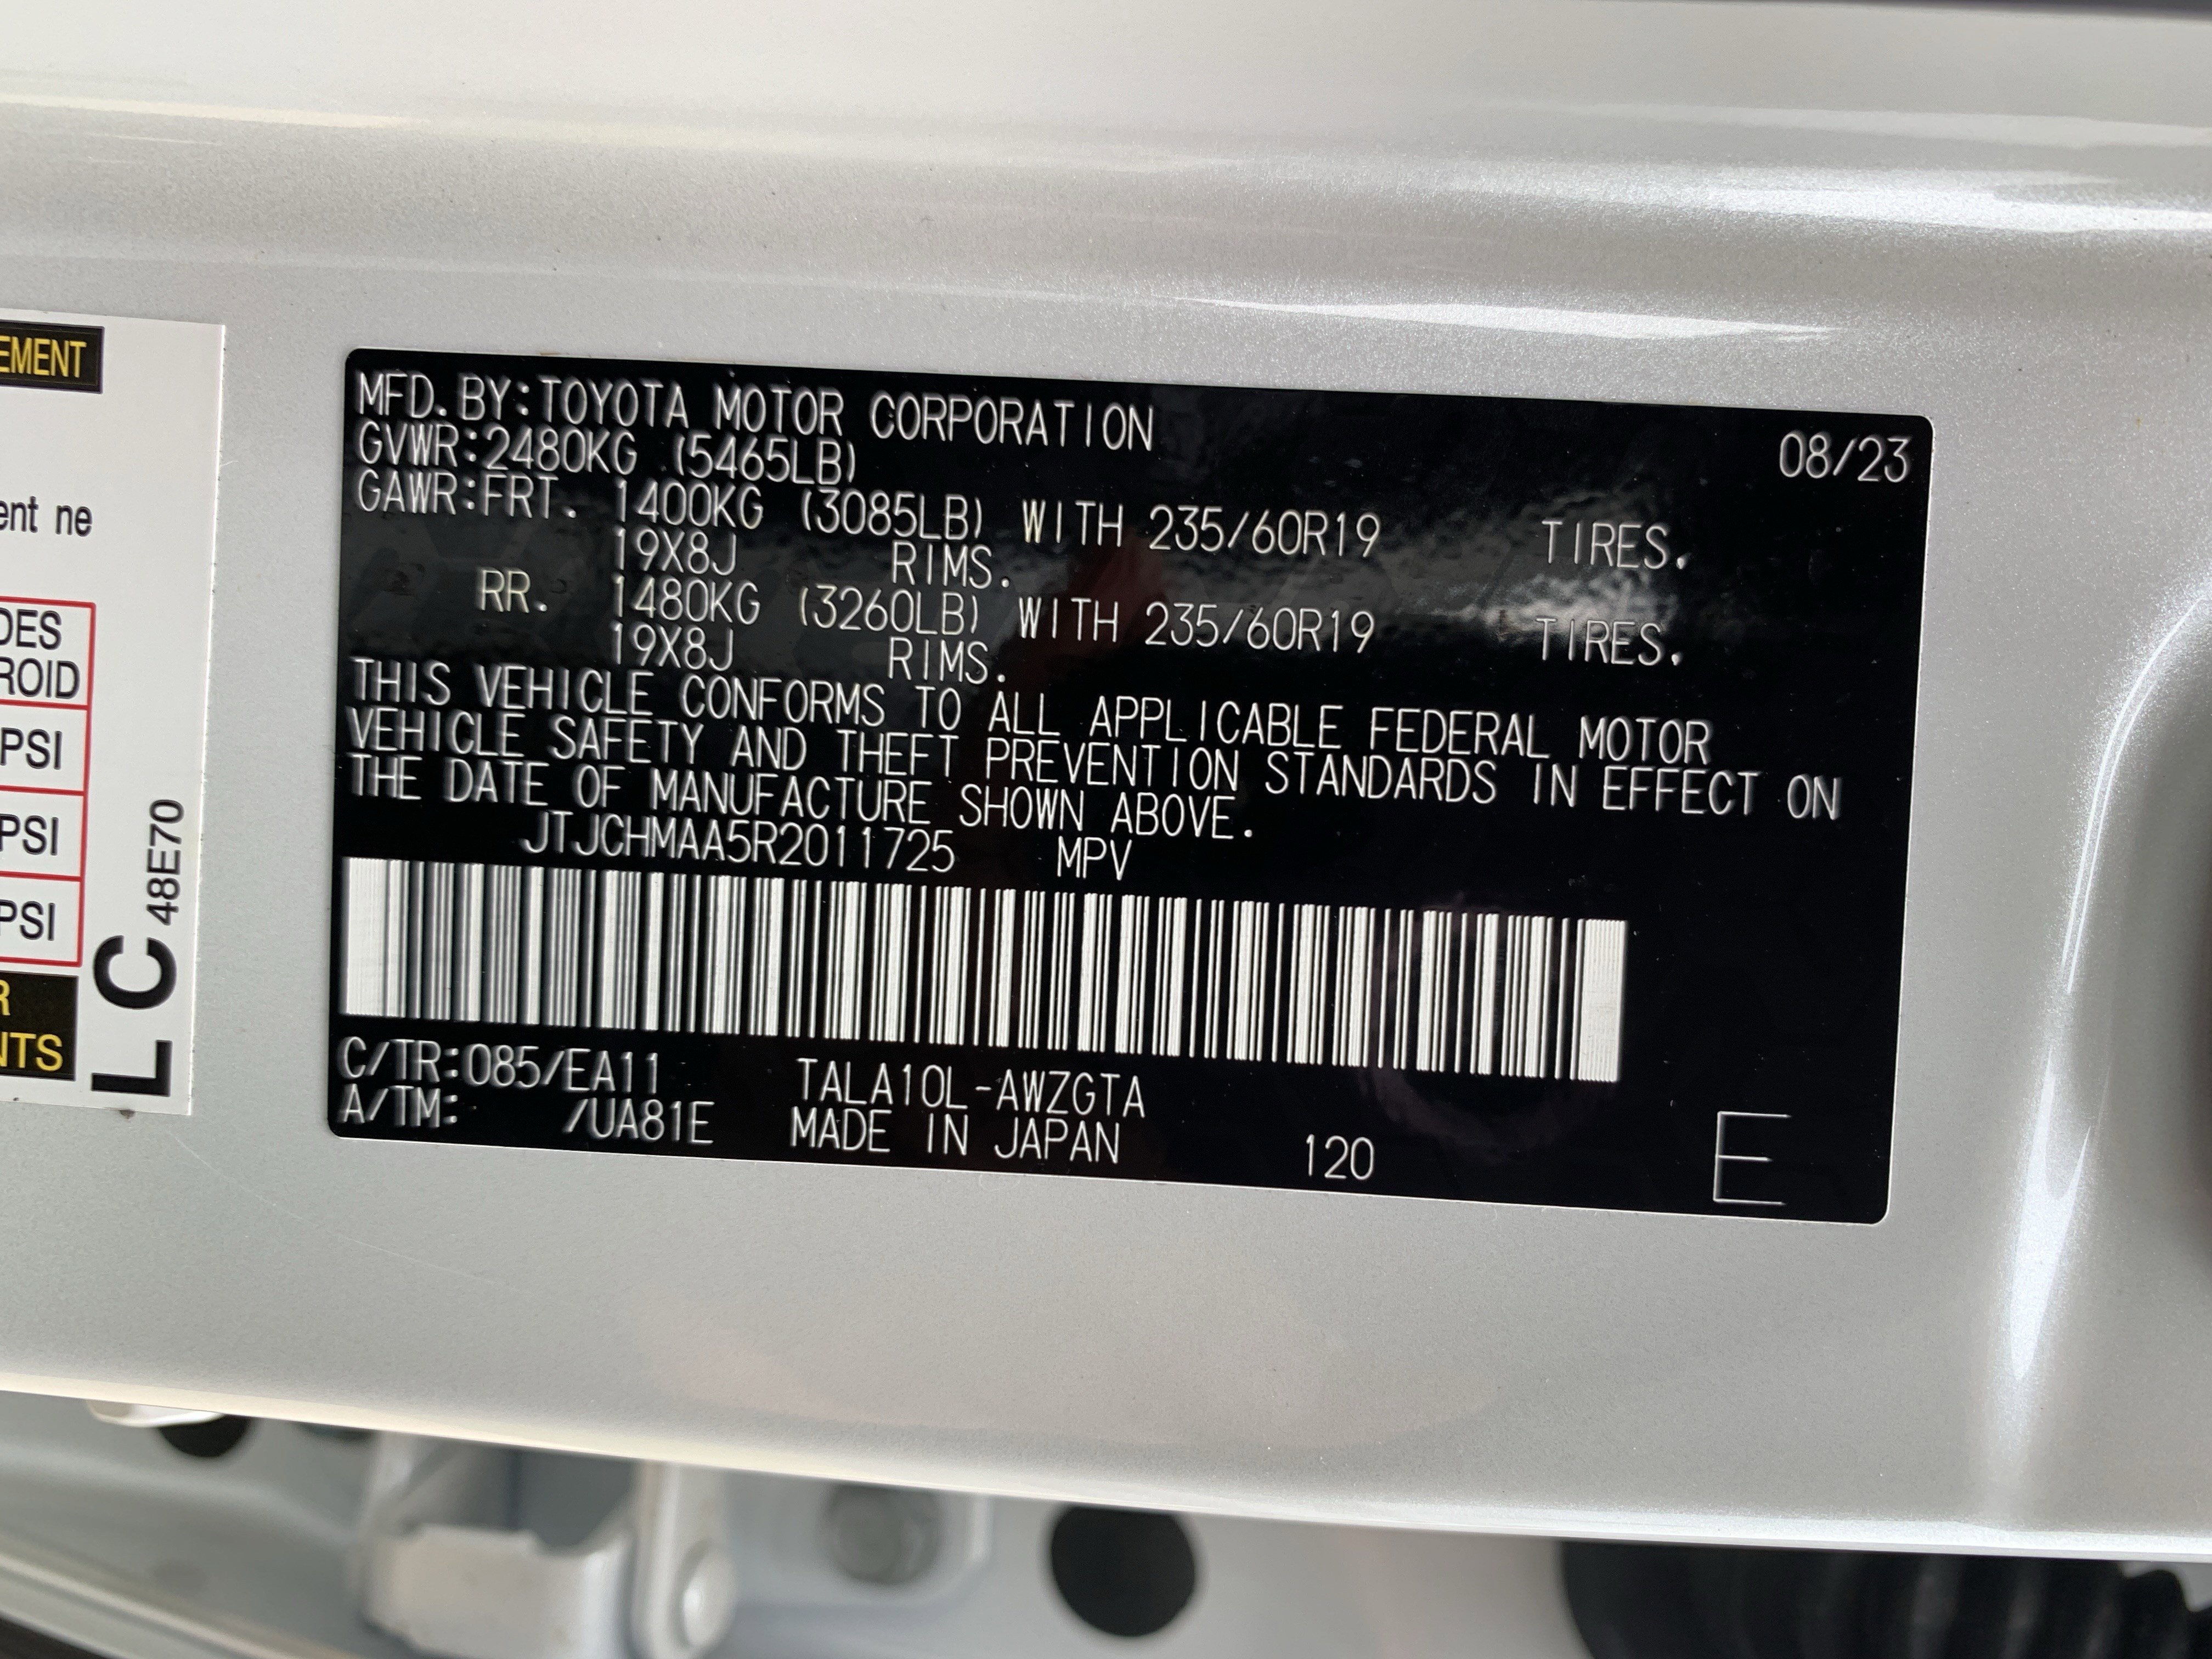 EMENT
ent ne
DES
ROID
PSI
PSI
PSI
R
NTS
L C 48E70
MFD.BY:TOYOTA MOTOR CORPORATION 08/23
GVWR:2480KG (5465LB)
GAWR:FRT. 1400KG (3085LB) WITH 235/60R19 TIRES.
19X8J RIMS.
RR. 1480KG (3260LB) WITH 235/60R19 TIRES.
19X8J RIMS.
THIS VEHICLE CONFORMS TO ALL APPLICABLE FEDERAL MOTOR
VEHICLE SAFETY AND THEFT PREVENTION STANDARDS IN EFFECT ON
THE DATE OF MANUFACTURE SHOWN ABOVE.
JTJCHMAA5R2011725 MPV
C/TR:085/EA11 TALA10L-AWZGTA
A/TM: /UA81E MADE IN JAPAN 120 E